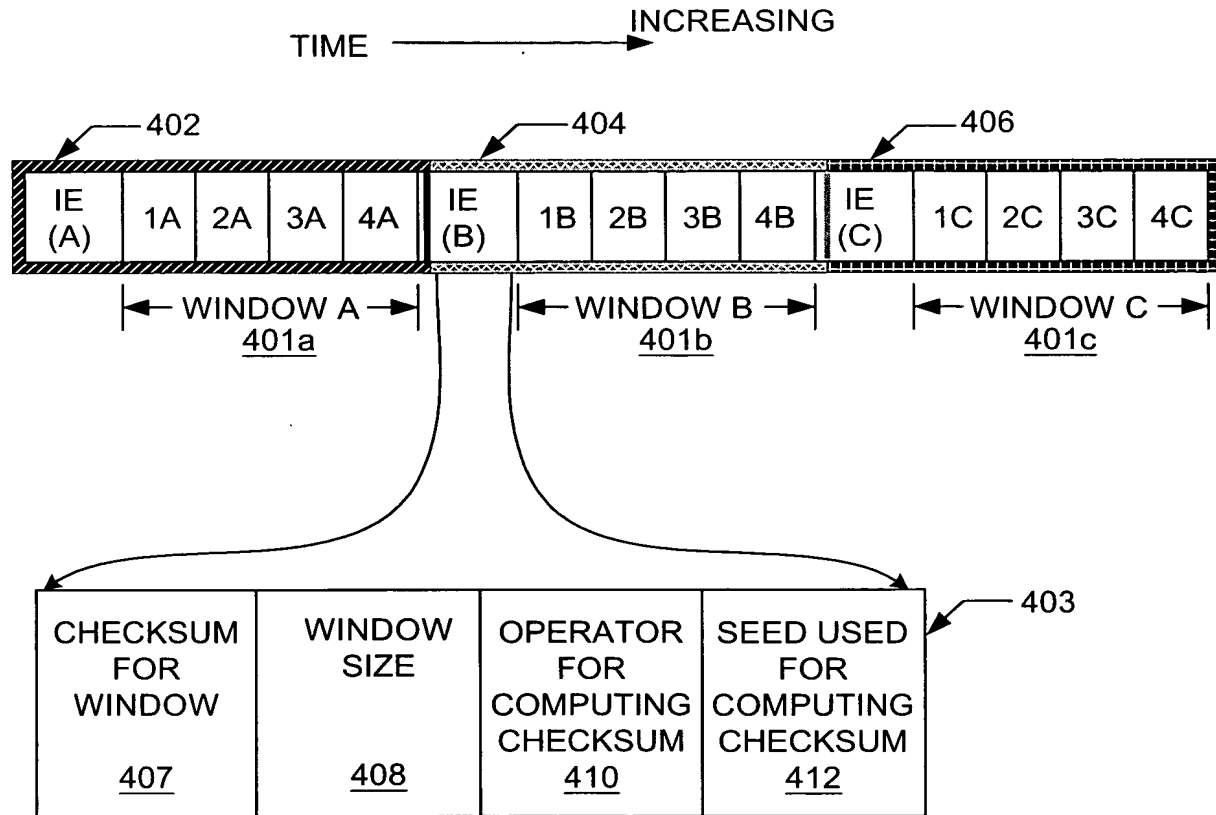 TIME INCREASING
402 404 406
IE (A) 1A 2A 3A 4A IE (B) 1B 2B 3B 4B IE (C) 1C 2C 3C 4C
WINDOW A WINDOW B WINDOW C
401a 401b 401c
403
CHECKSUM FOR WINDOW 407
WINDOW SIZE 408
OPERATOR FOR COMPUTING CHECKSUM 410
SEED USED FOR COMPUTING CHECKSUM 412